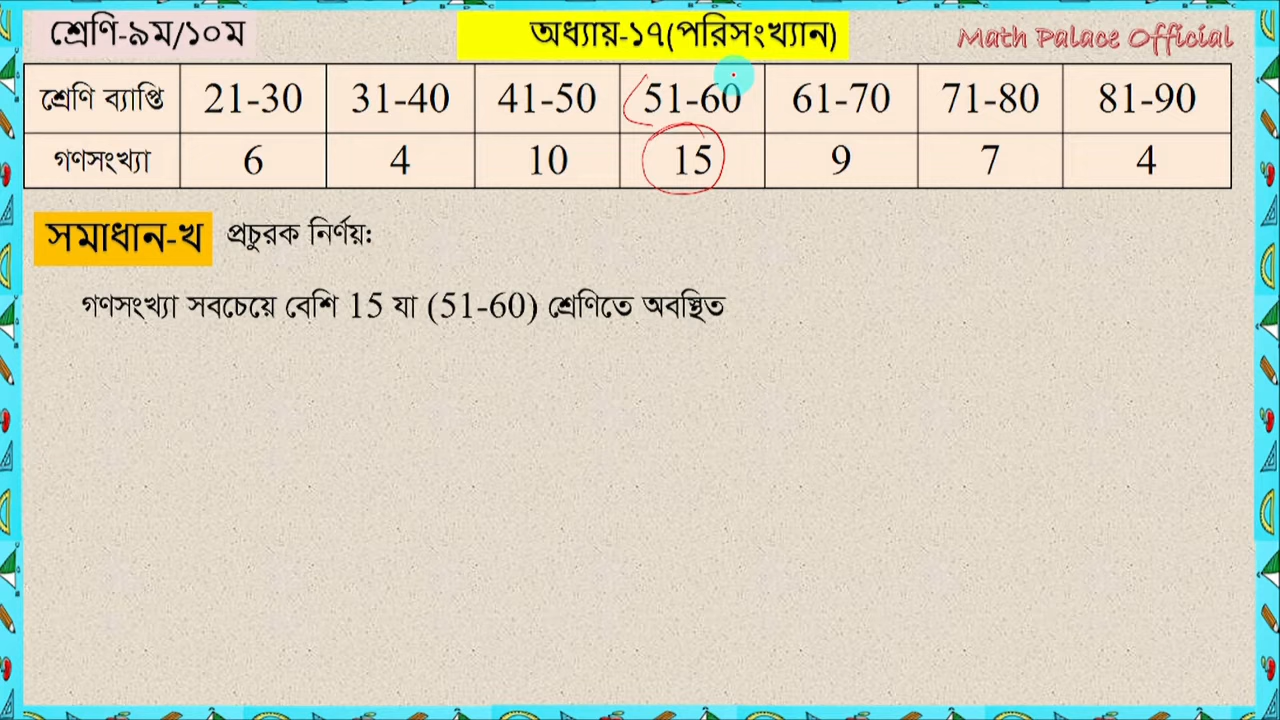 শ্রেণি-৯ম/১০ম
অধ্যায়-১৭(পরিসংখ্যান)
Math Palace Official
শ্রেণি ব্যাপ্তি 21-30 31-40 41-50 51-60 61-70 71-80 81-90
গণসংখ্যা 6 4 10 15 9 7 4
সমাধান-খ প্রচুরক নির্ণয়ঃ
গণসংখ্যা সবচেয়ে বেশি 15 যা (51-60) শ্রেণিতে অবস্থিত